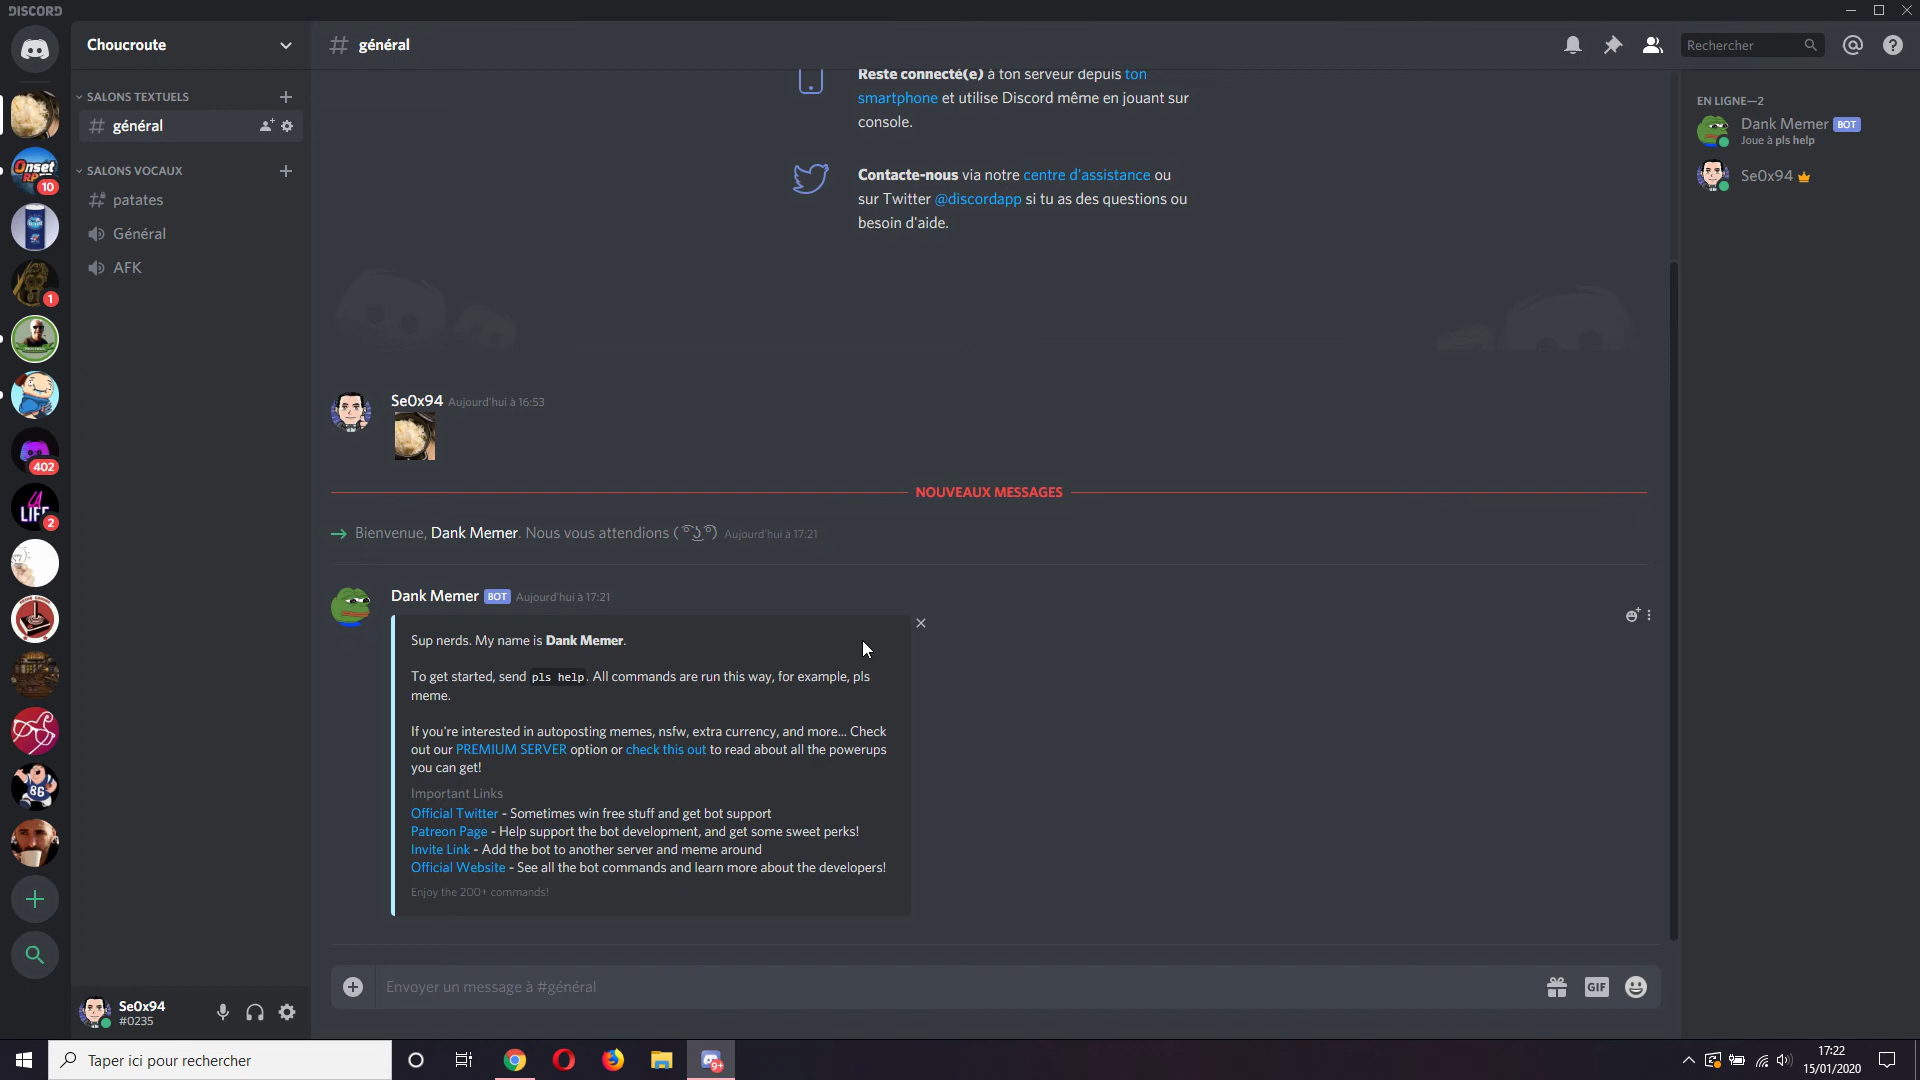 DISCORD
Choucroute
général
Rechercher
SALONS TEXTUELS
général
SALONS VOCAUX
patates
Général
AFK
Onset
RP
10
1
402
LA
LIFE
2
86
Reste connecté(e) à ton serveur depuis ton
smartphone et utilise Discord même en jouant sur
console.
Contacte-nous via notre centre d'assistance ou
sur Twitter @discordapp si tu as des questions ou
besoin d'aide.
Se0x94 Aujourd'hui à 16:53
NOUVEAUX MESSAGES
Bienvenue, Dank Memer. Nous vous attendions ( ͡° ͜ʖ ͡°) Aujourd'hui à 17:21
Dank Memer BOT Aujourd'hui à 17:21
Sup nerds. My name is Dank Memer.
To get started, send pls help. All commands are run this way, for example, pls
meme.
If you're interested in autoposting memes, nsfw, extra currency, and more... Check
out our PREMIUM SERVER option or check this out to read about all the powerups
you can get!
Important Links
Official Twitter - Sometimes win free stuff and get bot support
Patreon Page - Help support the bot development, and get some sweet perks!
Invite Link - Add the bot to another server and meme around
Official Website - See all the bot commands and learn more about the developers!
Enjoy the 200+ commands!
Envoyer un message à #général
GIF
EN LIGNE—2
Dank Memer BOT
Joue à pls help
Se0x94
Se0x94
#0235
Taper ici pour rechercher
9+
17:22
15/01/2020